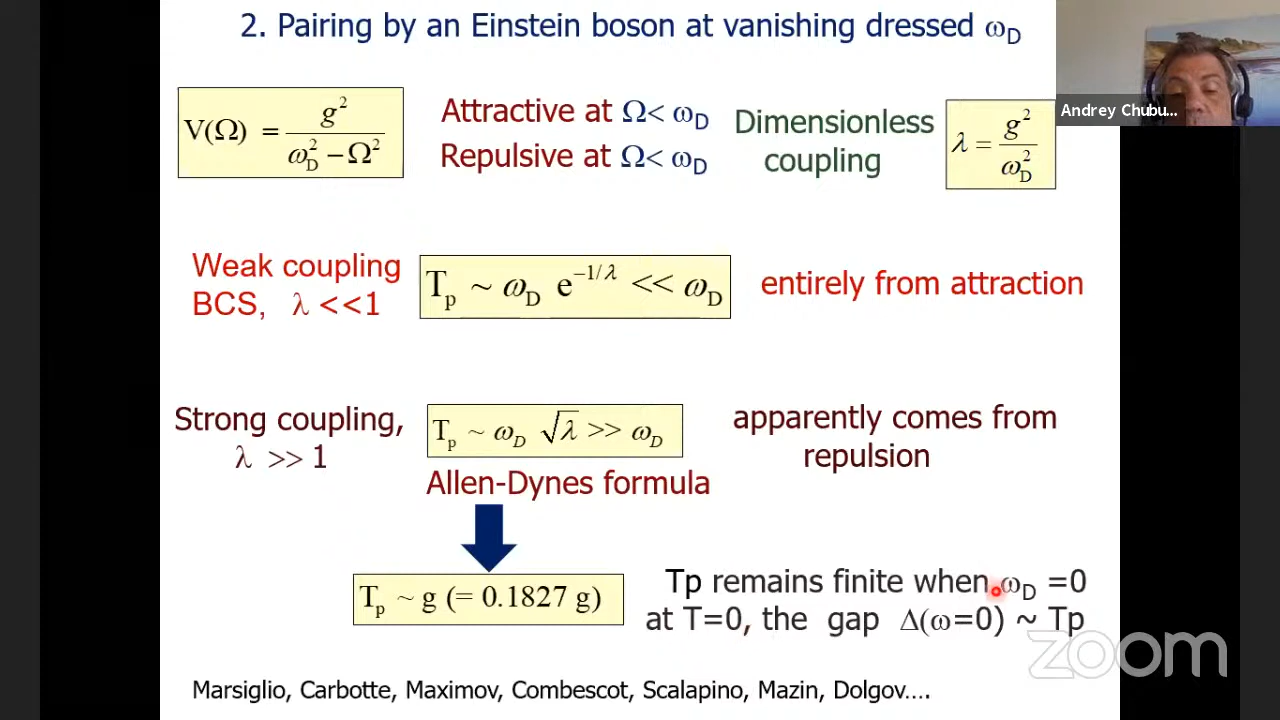 2. Pairing by an Einstein boson at vanishing dressed ω_D
V(Ω) = g² / (ω_D² − Ω²)
Attractive at Ω< ω_D
Repulsive at Ω< ω_D
Dimensionless
coupling
λ = g² / ω_D²
Andrey Chubu...
Weak coupling
BCS, λ <<1
T_p ~ ω_D e^(−1/λ) << ω_D
entirely from attraction
Strong coupling,
λ >> 1
T_p ~ ω_D √λ >> ω_D
apparently comes from
repulsion
Allen-Dynes formula
T_p ~ g (= 0.1827 g)
Tp remains finite when ω_D =0
at T=0, the gap Δ(ω=0) ~ Tp
zoom
Marsiglio, Carbotte, Maximov, Combescot, Scalapino, Mazin, Dolgov….